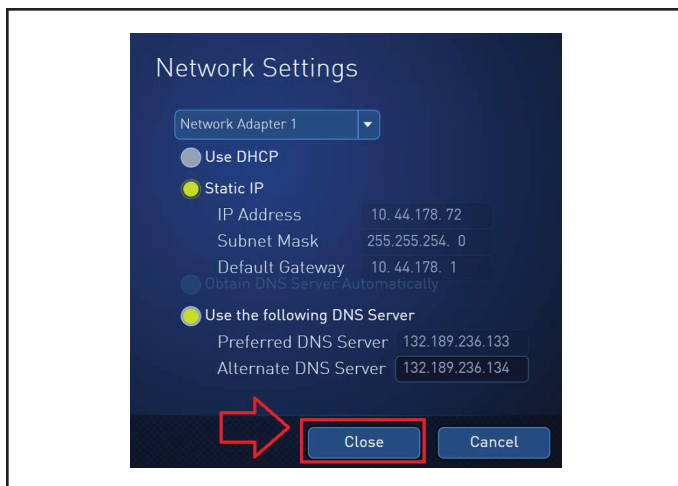 Network Settings
Network Adapter 1
Use DHCP
Static IP
IP Address 10. 44.178. 72
Subnet Mask 255.255.254. 0
Default Gateway 10. 44.178. 1
Obtain DNS Server Automatically
Use the following DNS Server
Preferred DNS Server 132.189.236.133
Alternate DNS Server 132.189.236.134
Close Cancel